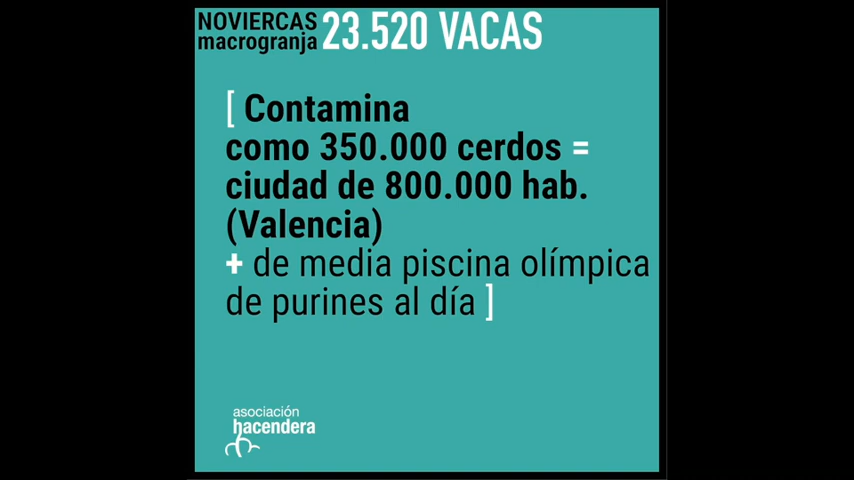 NOVIERCAS
macrogranja 23.520 VACAS
[ Contamina
como 350.000 cerdos =
ciudad de 800.000 hab.
(Valencia)
+ de media piscina olímpica
de purines al día ]
asociación
hacendera